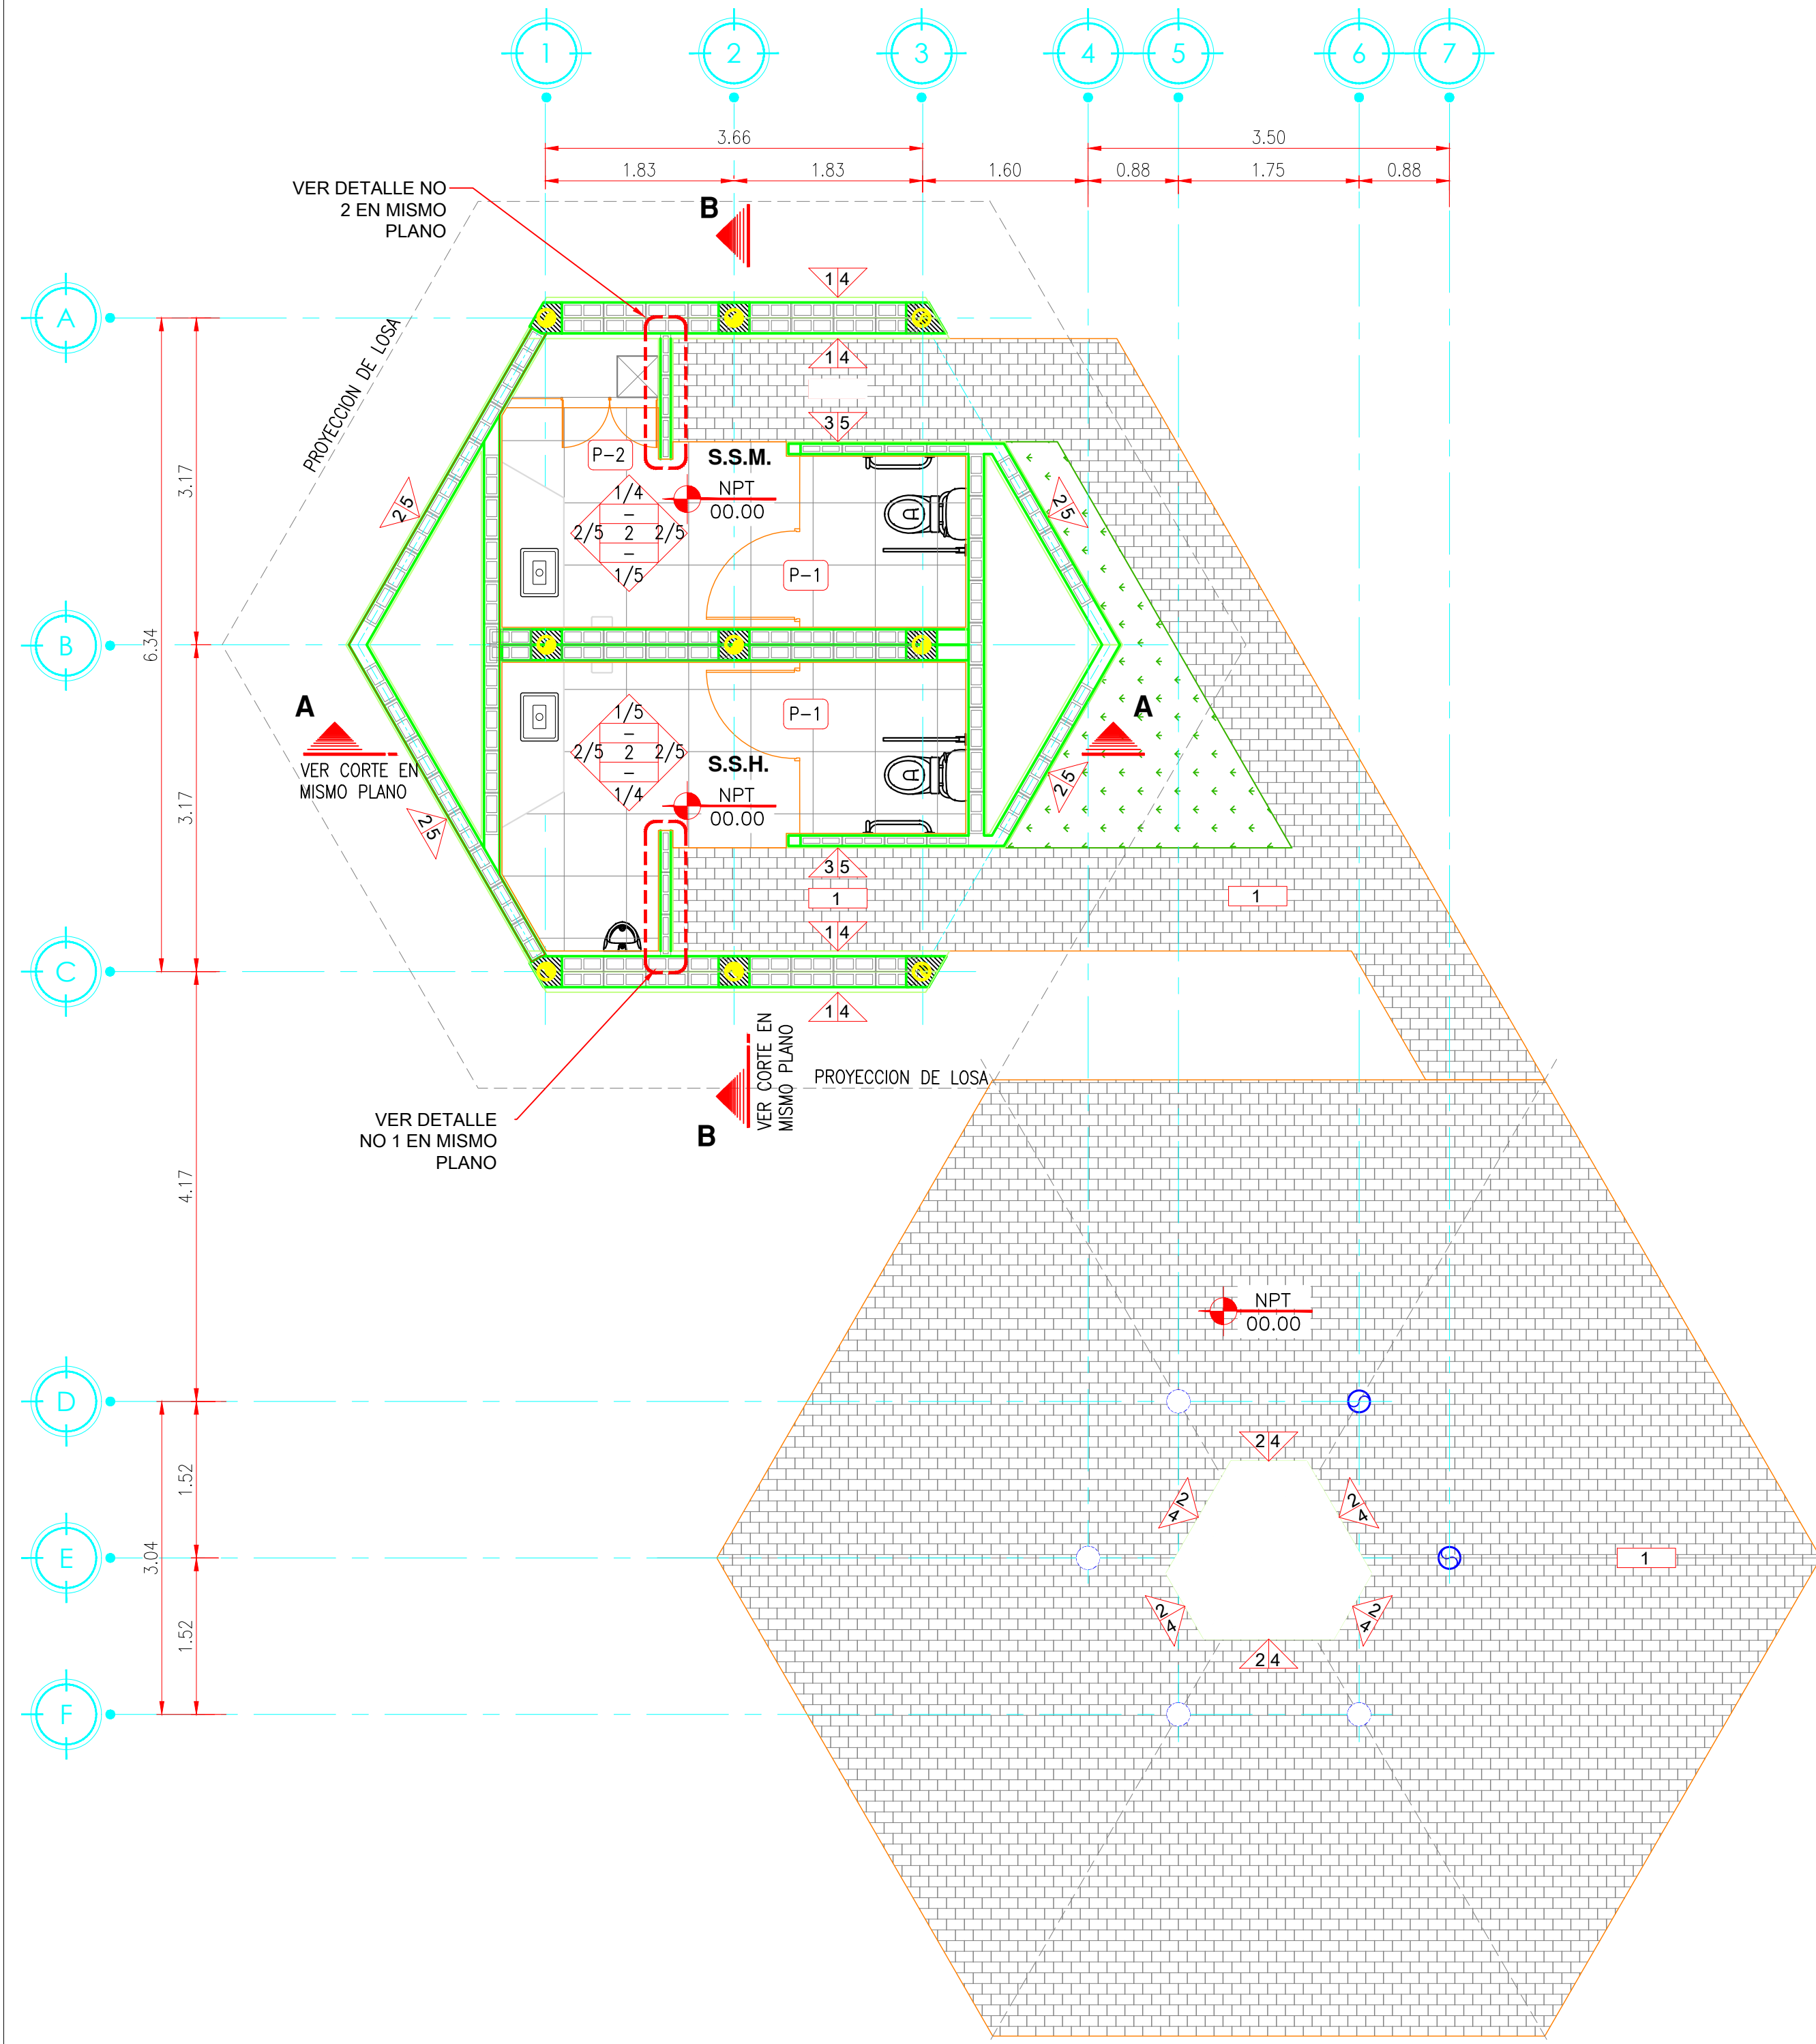 1
2
3
4
5
6
7
3.66
3.50
1.83
1.83
1.60
0.88
1.75
0.88
VER DETALLE NO
2 EN MISMO
PLANO
B
1 4
A
PROYECCION DE LOSA
1 4
3 5
P-2
S.S.M.
NPT
00.00
1/4
–
2/5
2
2/5
–
1/5
2 5
2 5
A
P-1
3.17
6.34
B
3.17
P-1
1/5
–
2/5
2
2/5
–
1/4
S.S.H.
NPT
00.00
A
A
VER CORTE EN
MISMO PLANO
2 5
2 5
A
3 5
1
1 4
1
C
1 4
VER CORTE EN
MISMO PLANO
PROYECCION DE LOSA
B
VER DETALLE
NO 1 EN MISMO
PLANO
4.17
NPT
00.00
D
2 4
2 4
2 4
1.52
3.04
E
1
1.52
2 4
2 4
2 4
F